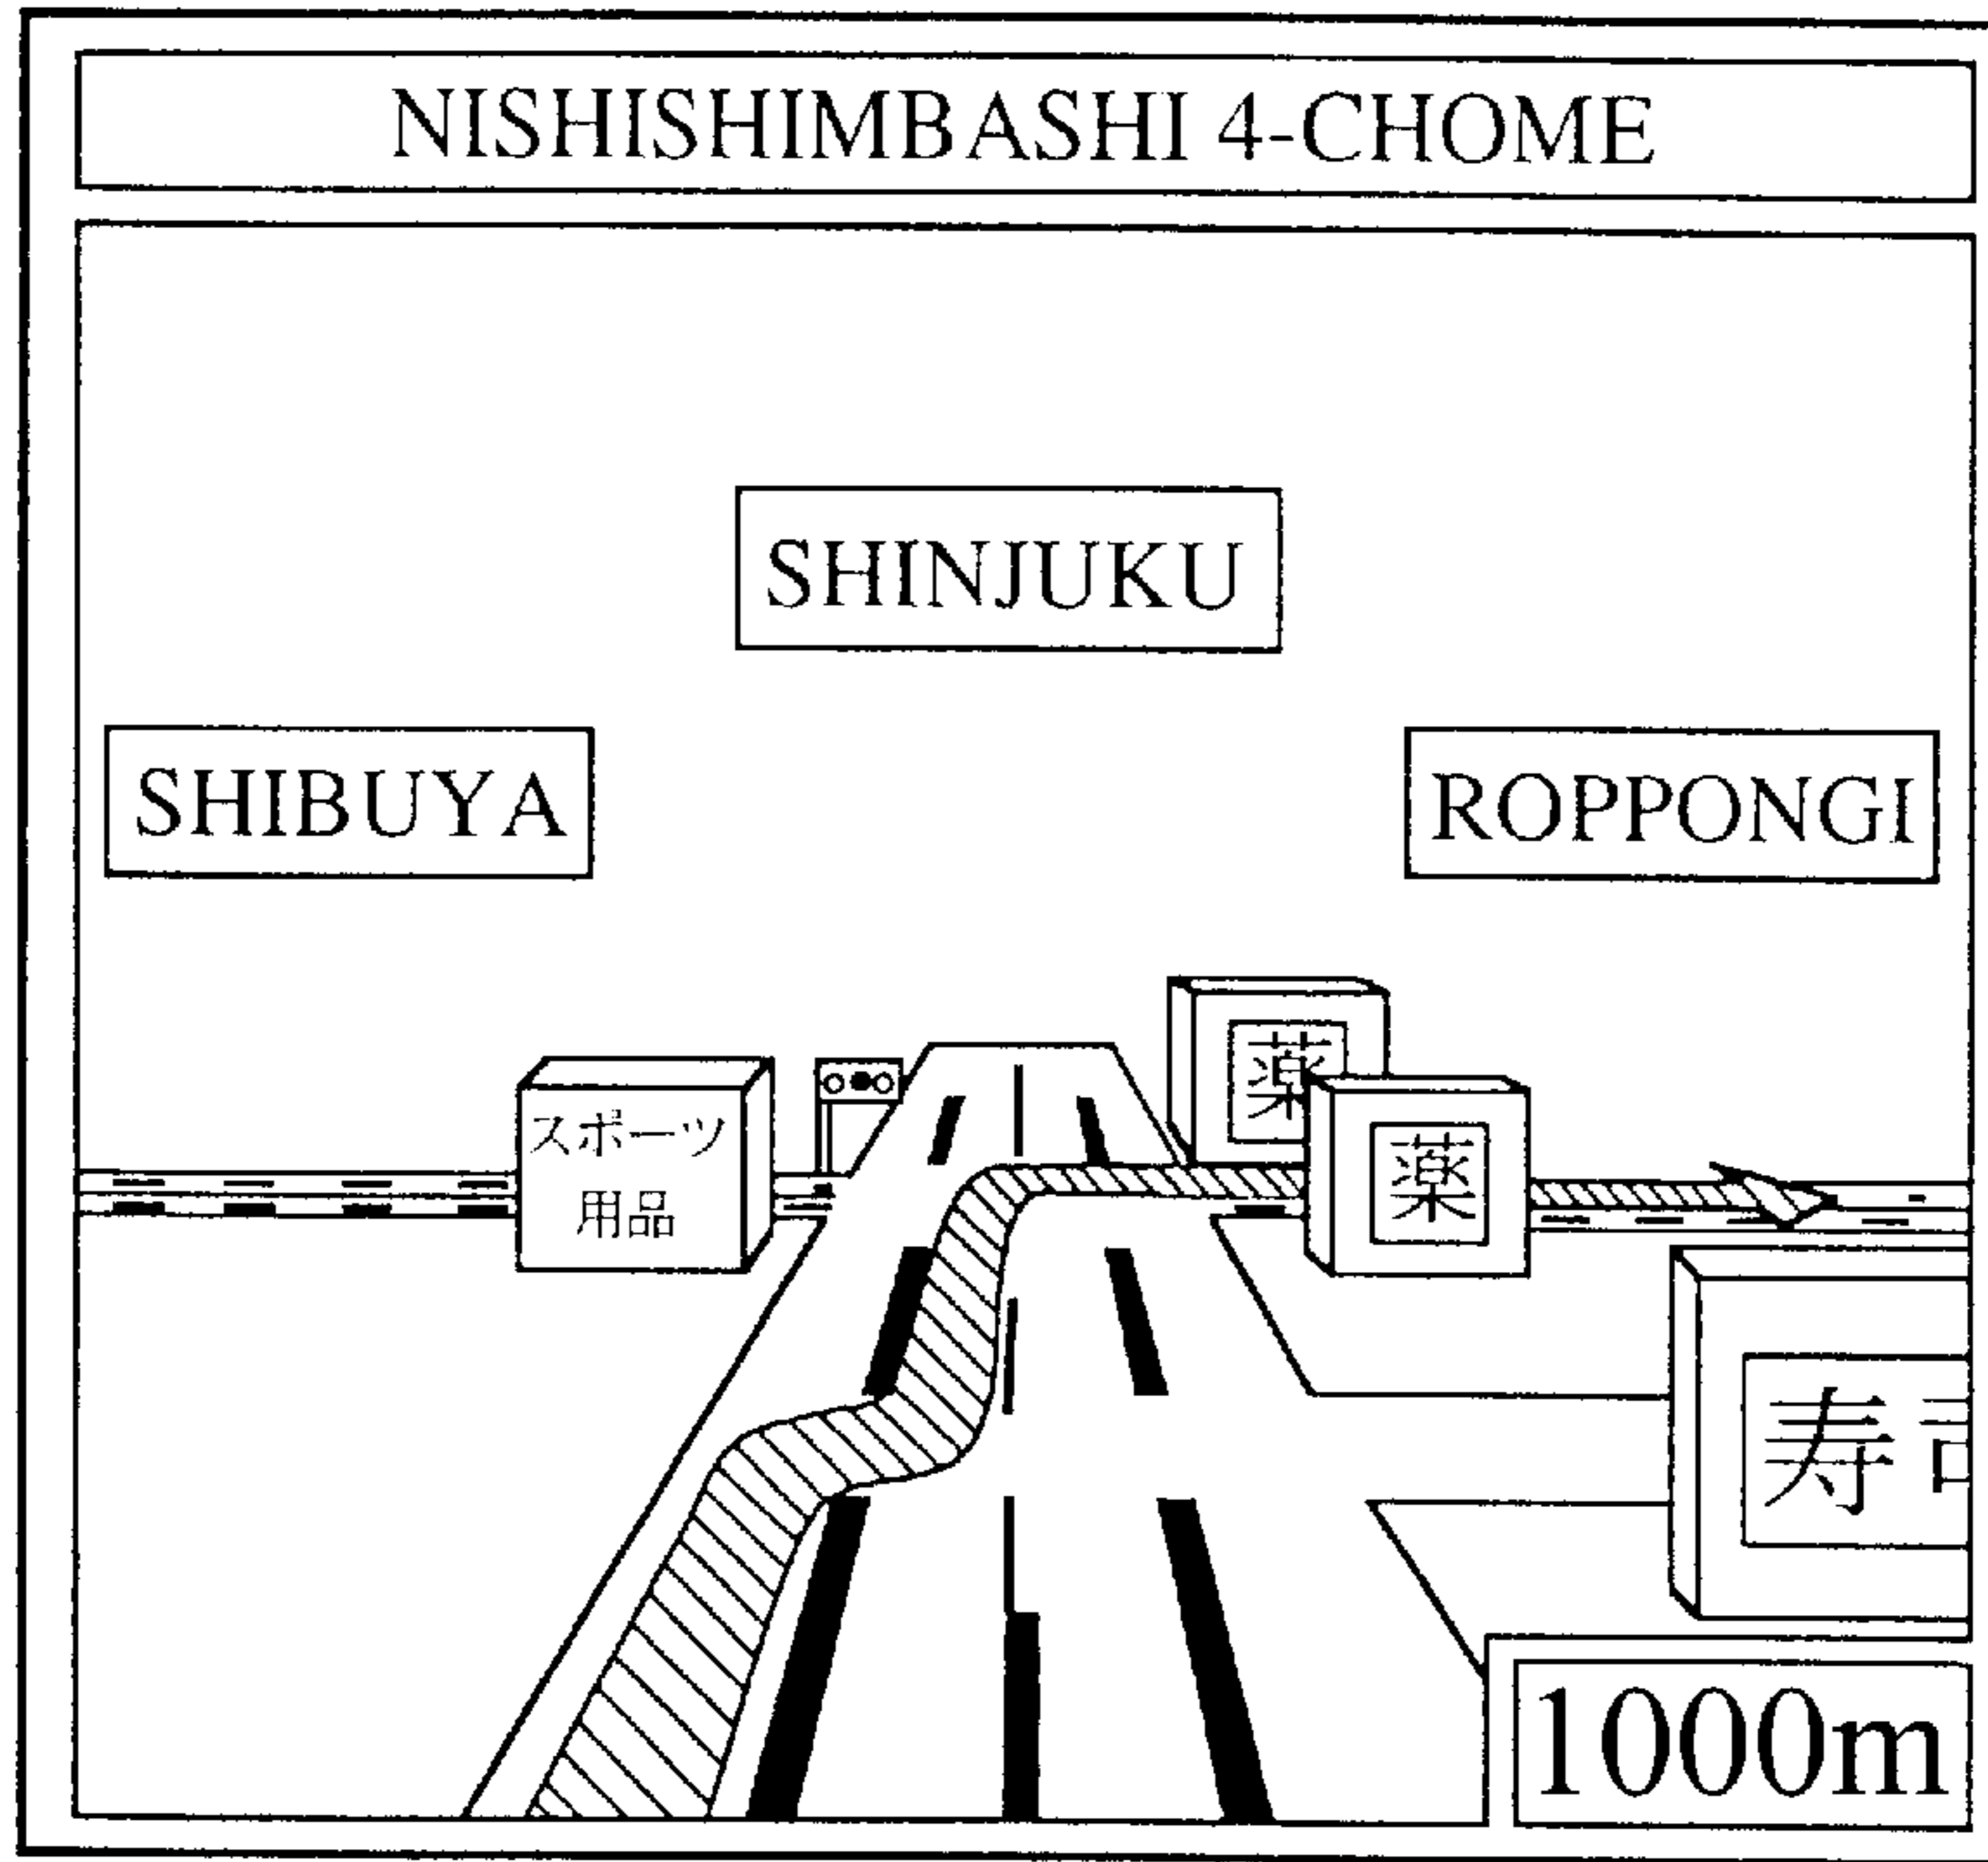 NISHISHIMBASHI 4-CHOME
SHINJUKU
SHIBUYA
ROPPONGI
薬
スポーツ
用品
薬
寿
1000m